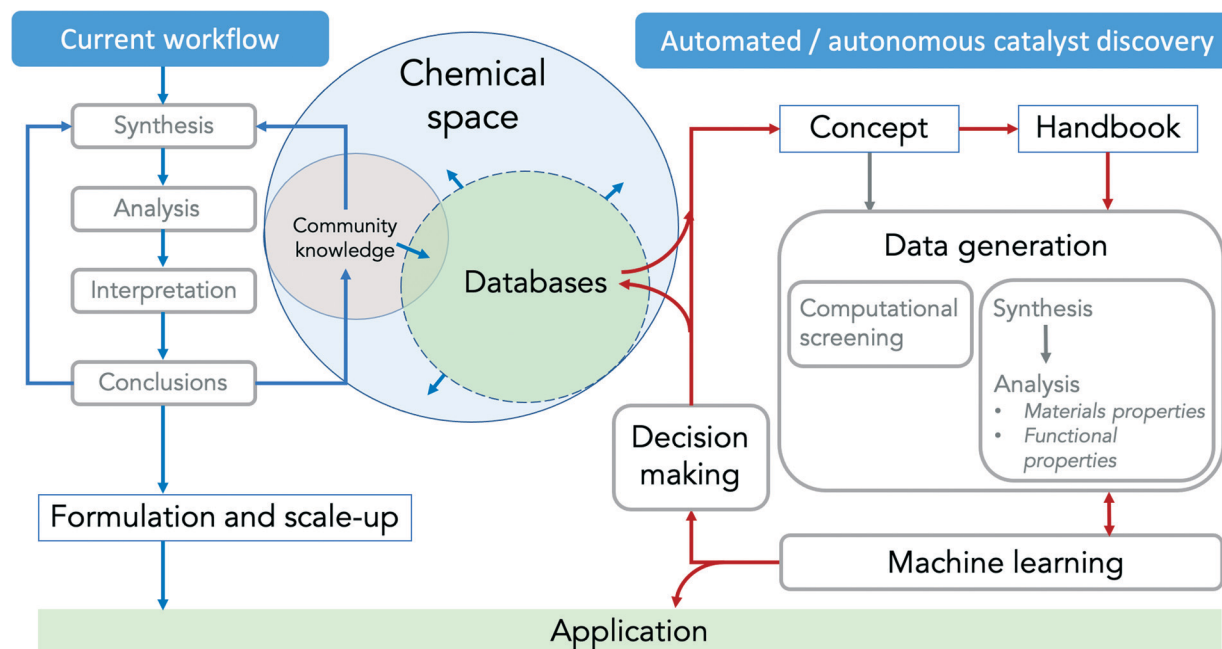 Current workflow
Synthesis
Analysis
Interpretation
Conclusions
Formulation and scale-up
Chemical
space
Community
knowledge
Databases
Automated / autonomous catalyst discovery
Concept
Handbook
Data generation
Computational
screening
Synthesis
Analysis
• Materials properties
• Functional
properties
Decision
making
Machine learning
Application